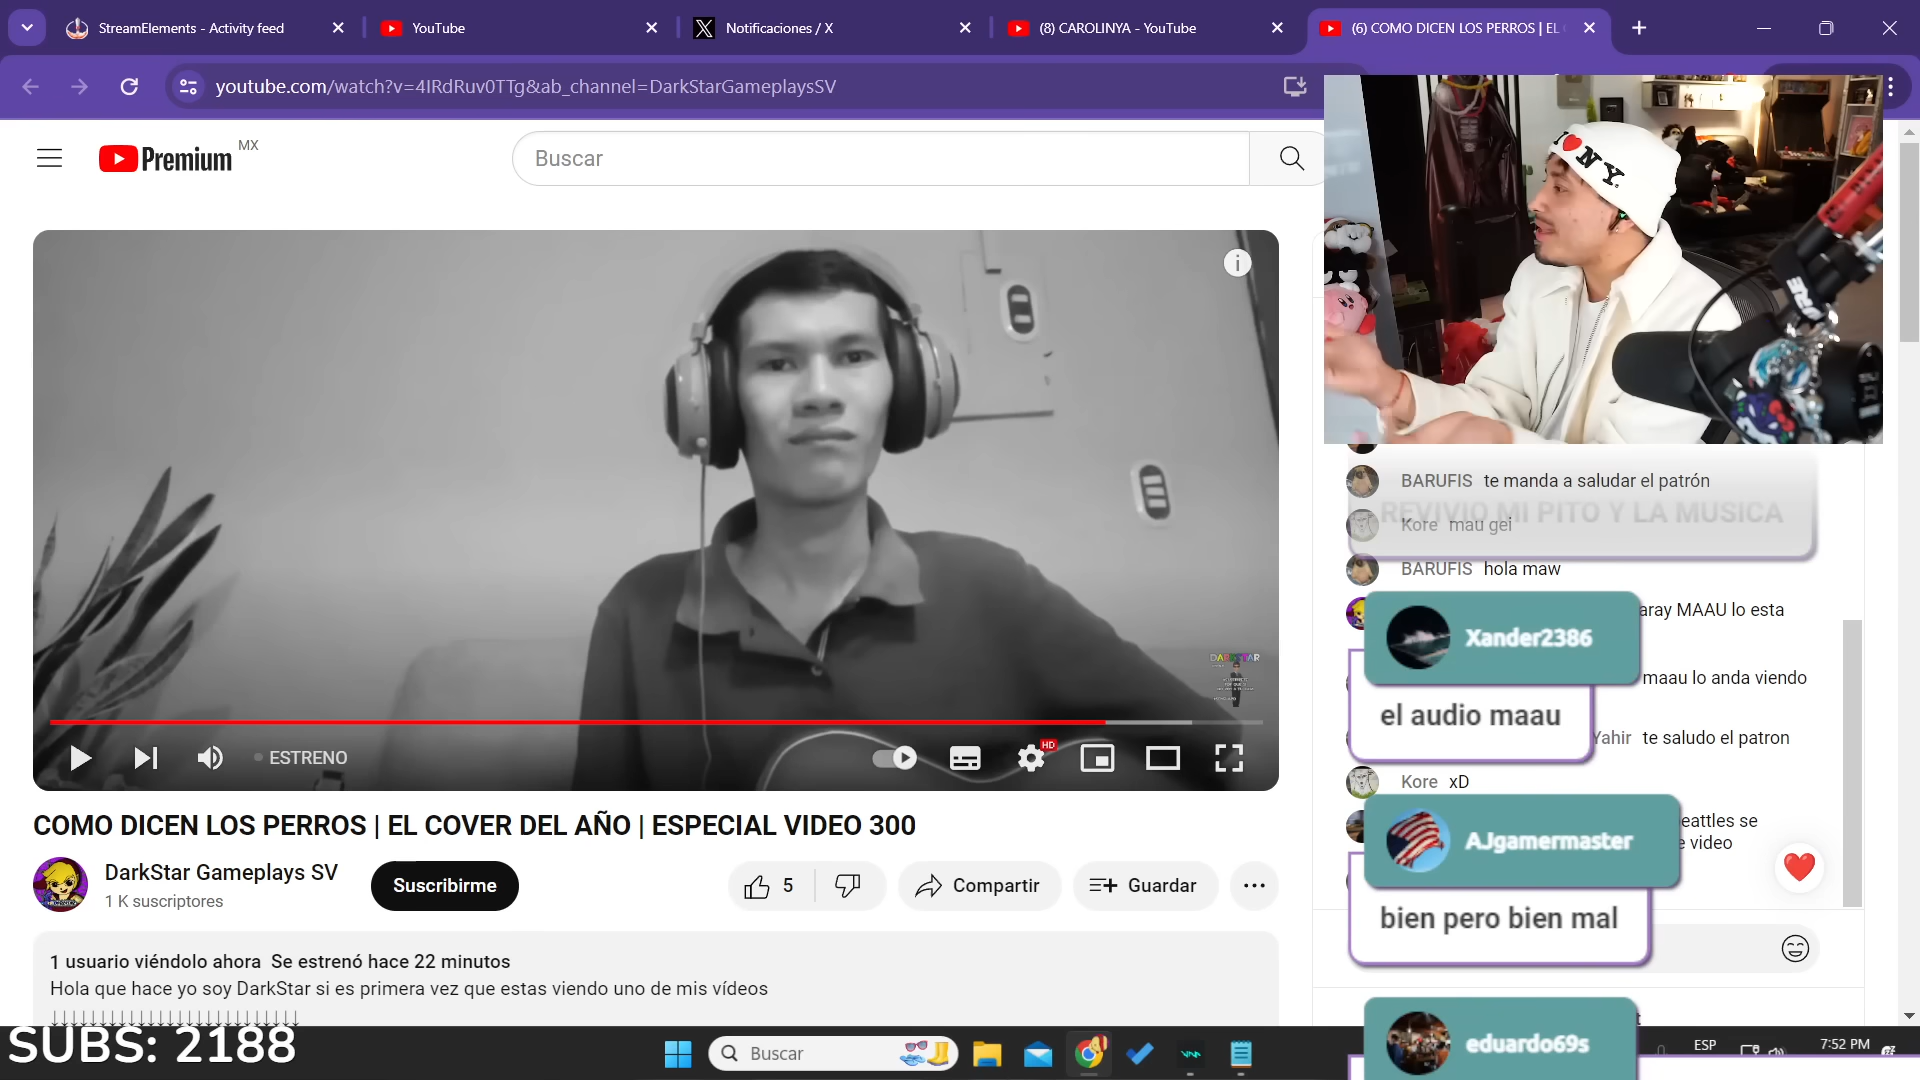 StreamElements - Activity feed
YouTube
Notificaciones / X
(8) CAROLINYA - YouTube
(6) COMO DICEN LOS PERROS | EL
youtube.com/watch?v=4IRdRuv0TTg&ab_channel=DarkStarGameplaysSV
Premium MX
Buscar
I ❤ NY
ESTRENO
HD
COMO DICEN LOS PERROS | EL COVER DEL AÑO | ESPECIAL VIDEO 300
DarkStar Gameplays SV
1 K suscriptores
Suscribirme
5
Compartir
Guardar
1 usuario viéndolo ahora Se estrenó hace 22 minutos
Hola que hace yo soy DarkStar si es primera vez que estas viendo uno de mis vídeos
↓↓↓↓↓↓↓↓↓↓↓↓↓↓↓↓↓↓↓↓↓↓↓↓↓
SUBS: 2188
BARUFIS te manda a saludar el patrón
REVIVIO MI PITO Y LA MUSICA
Kore mau gei
BARUFIS hola maw
aray MAAU lo esta
Xander2386
maau lo anda viendo
el audio maau
Yahir te saludo el patron
Kore xD
eattles se
e video
AJgamermaster
bien pero bien mal
eduardo69s
Buscar
ESP
7:52 PM